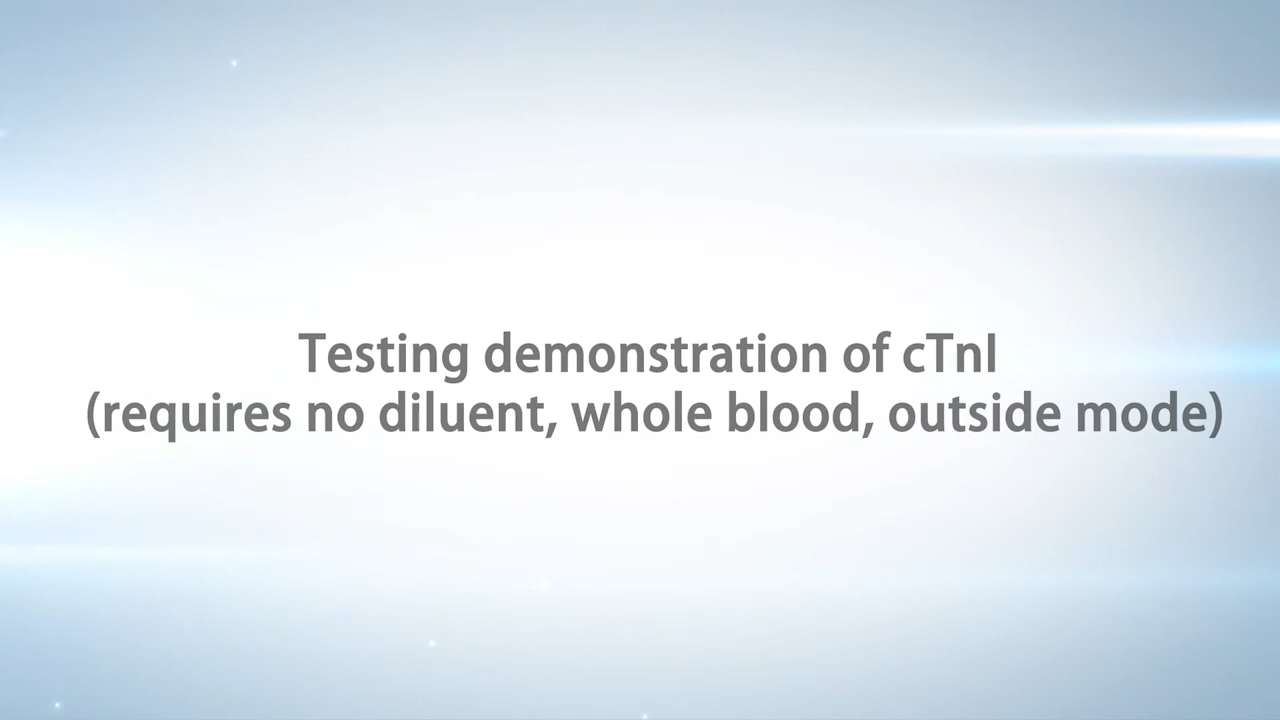 Testing demonstration of cTnI
(requires no diluent, whole blood, outside mode)